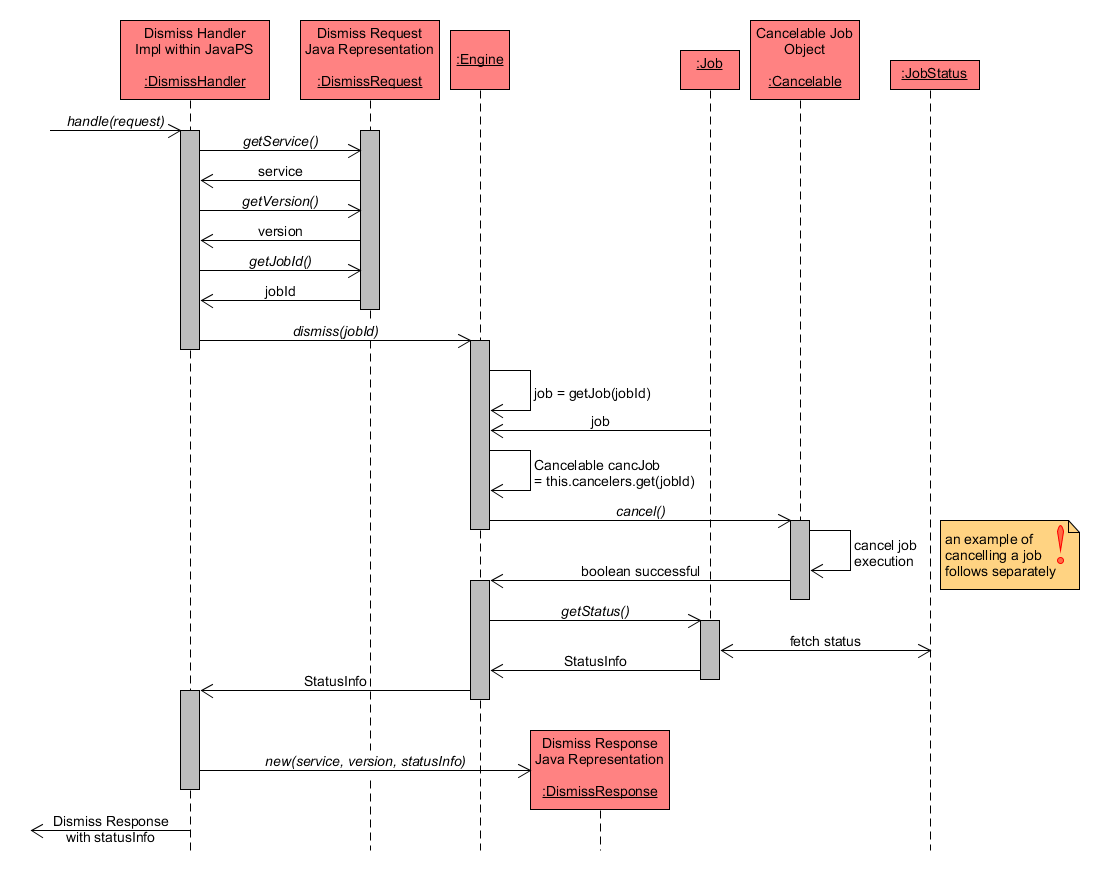 Dismiss Handler
Impl within JavaPS
:DismissHandler
Dismiss Request
Java Representation
:DismissRequest
:Engine
:Job
Cancelable Job
Object
:Cancelable
:JobStatus
handle(request)
getService()
service
getVersion()
version
getJobId()
jobId
dismiss(jobId)
job = getJob(jobId)
job
Cancelable cancJob
= this.cancelers.get(jobId)
cancel()
cancel job
execution
an example of
cancelling a job
follows separately
!
boolean successful
getStatus()
fetch status
StatusInfo
StatusInfo
Dismiss Response
Java Representation
:DismissResponse
new(service, version, statusInfo)
Dismiss Response
with statusInfo